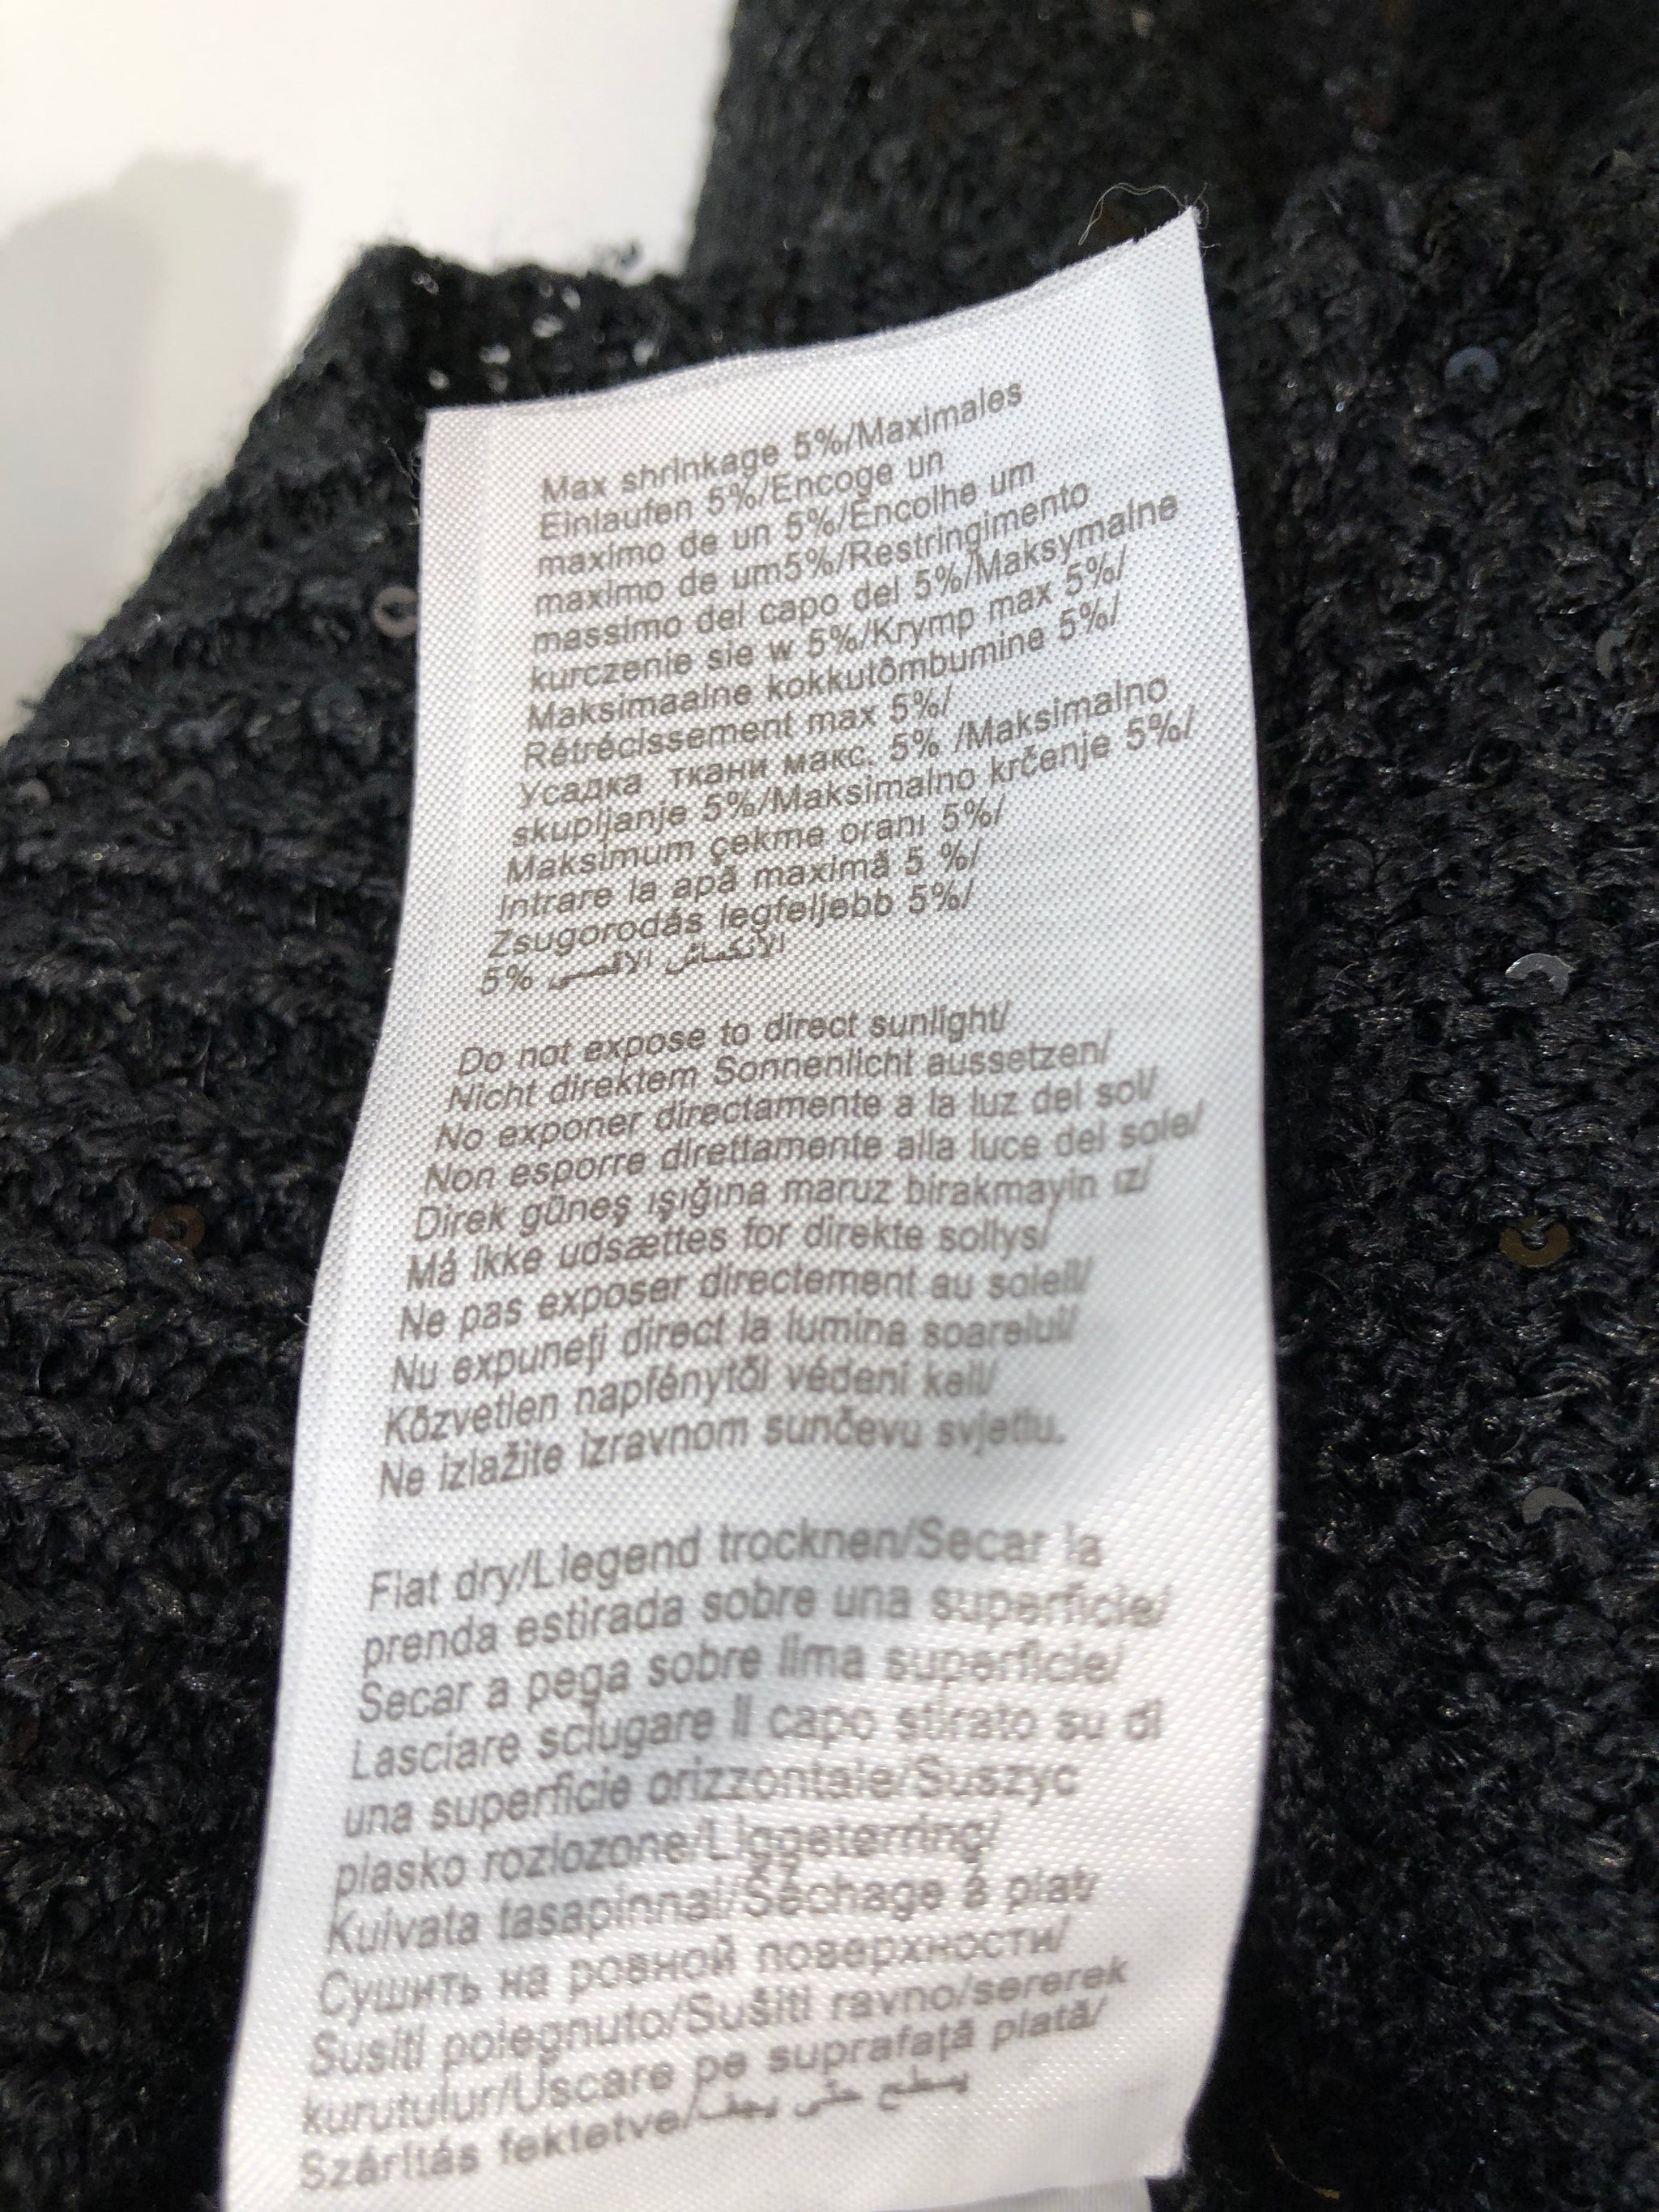 Max shrinkage 5%/Maximales
Einlaufen 5%/Encoge un
maximo de un 5%/Encolhe um
maximo de um5%/Restringimento
massimo del capo del 5%/Maksymalne
kurczenie sie w 5%/Krymp max 5%/
Maksimaalne kokkutõmbumine 5%/
Rétrécissement max 5%/
Усадка ткани макс. 5% /Maksimalno
skupljanje 5%/Maksimalno krčenje 5%/
Maksimum çekme oranı 5%/
Intrare la apă maximă 5 %/
Zsugorodás legfeljebb 5%/
5% الانكماش الاقصى
Do not expose to direct sunlight/
Nicht direktem Sonnenlicht aussetzen/
No exponer directamente a la luz del sol/
Non esporre direttamente alla luce del sole/
Direk güneş ışığına maruz birakmayin ız/
Må ikke udsættes for direkte sollys/
Ne pas exposer directement au soleil/
Nu expuneţi direct la lumina soarelui/
Közvetlen napfénytől védeni kell/
Ne izlažite izravnom sunčevu svjetlu.
Flat dry/Liegend trocknen/Secar la
prenda estirada sobre una superficie/
Secar a peça sobre lima superficie/
Lasciare sciugare il capo stirato su di
una superficie orizzontale/Suszyc
plasko rozlozone/Liggetørring/
Kuivata tasapinnal/Séchage à plat/
Сушить на ровной поверхности/
Susiti polegnuto/Sušiti ravno/sererek
kurutulur/Uscare pe suprafaţă plată/
Szárítás fektetve/يسطح حتّى يجف